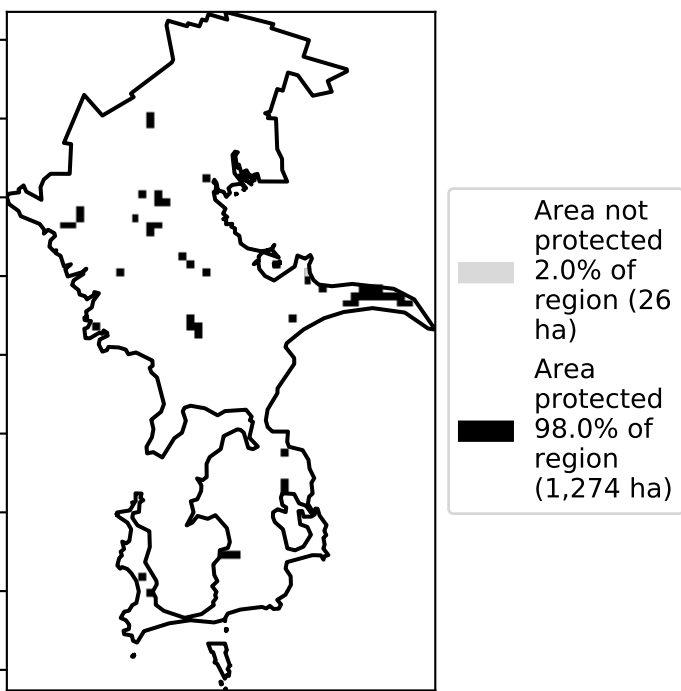 Area not
protected
2.0% of
region (26
ha)
Area
protected
98.0% of
region
(1,274 ha)